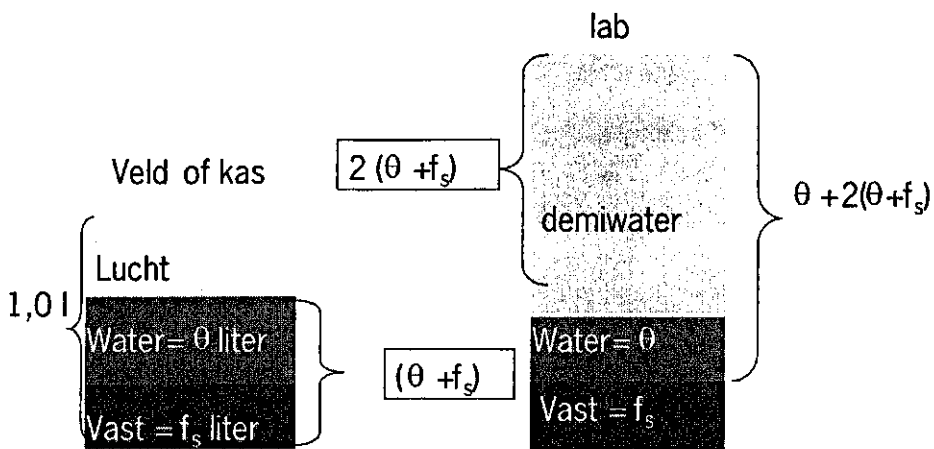 lab
Veld of kas
2 (θ +fₛ)
demiwater
θ +2(θ+fₛ)
Lucht
1,0 l
Water= θ liter
(θ +fₛ)
Water= θ
Vast = fₛ liter
Vast = fₛ